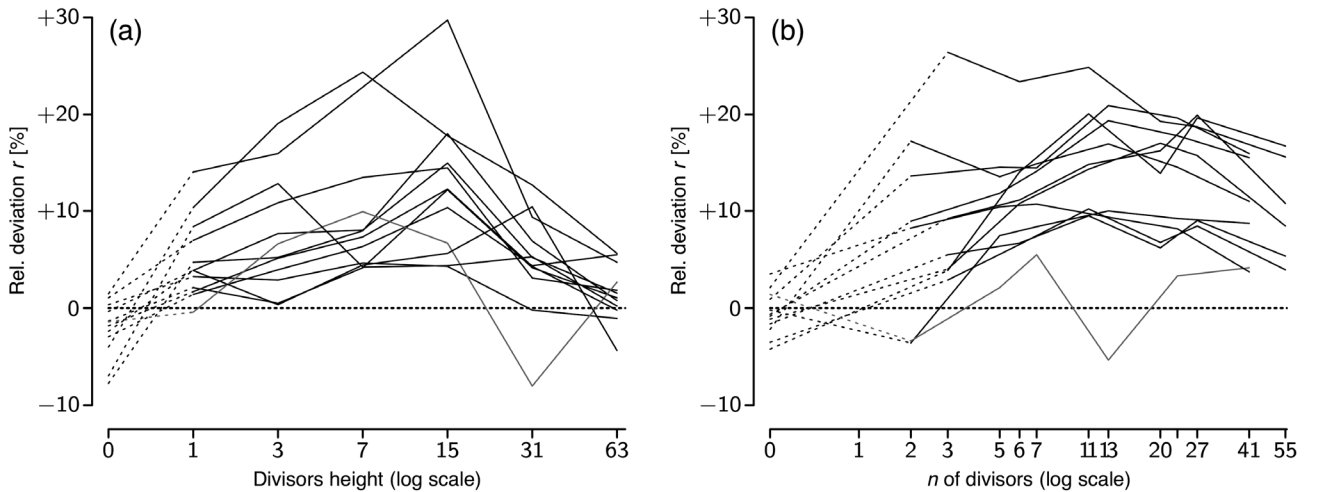 (a)
Rel. deviation r [%]
+30
+20
+10
0
−10
0 1 3 7 15 31 63
Divisors height (log scale)
(b)
Rel. deviation r [%]
+30
+20
+10
0
−10
0 1 2 3 5 6 7 11 13 20 27 41 55
n of divisors (log scale)